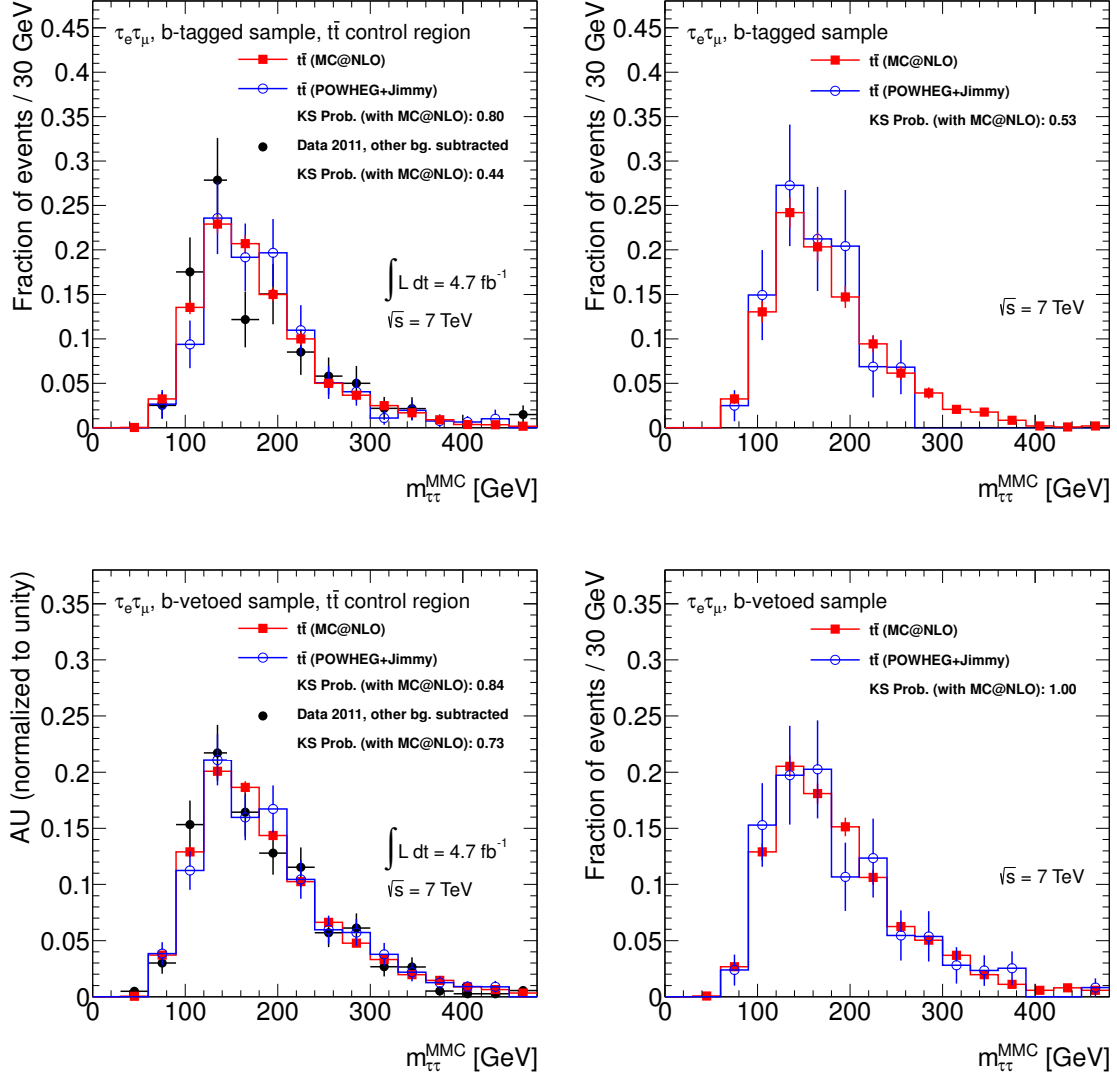 Fraction of events / 30 GeV
0.45
0.4
0.35
0.3
0.25
0.2
0.15
0.1
0.05
0
τeτμ, b-tagged sample, tt̄ control region
tt̄ (MC@NLO)
tt̄ (POWHEG+Jimmy)
KS Prob. (with MC@NLO): 0.80
Data 2011, other bg. subtracted
KS Prob. (with MC@NLO): 0.44
∫ L dt = 4.7 fb⁻¹
√s = 7 TeV
0 100 200 300 400
mττ^MMC [GeV]
Fraction of events / 30 GeV
0.45
0.4
0.35
0.3
0.25
0.2
0.15
0.1
0.05
0
τeτμ, b-tagged sample
tt̄ (MC@NLO)
tt̄ (POWHEG+Jimmy)
KS Prob. (with MC@NLO): 0.53
√s = 7 TeV
0 100 200 300 400
mττ^MMC [GeV]
AU (normalized to unity)
0.35
0.3
0.25
0.2
0.15
0.1
0.05
0
τeτμ, b-vetoed sample, tt̄ control region
tt̄ (MC@NLO)
tt̄ (POWHEG+Jimmy)
KS Prob. (with MC@NLO): 0.84
Data 2011, other bg. subtracted
KS Prob. (with MC@NLO): 0.73
∫ L dt = 4.7 fb⁻¹
√s = 7 TeV
0 100 200 300 400
mττ^MMC [GeV]
Fraction of events / 30 GeV
0.35
0.3
0.25
0.2
0.15
0.1
0.05
0
τeτμ, b-vetoed sample
tt̄ (MC@NLO)
tt̄ (POWHEG+Jimmy)
KS Prob. (with MC@NLO): 1.00
√s = 7 TeV
0 100 200 300 400
mττ^MMC [GeV]